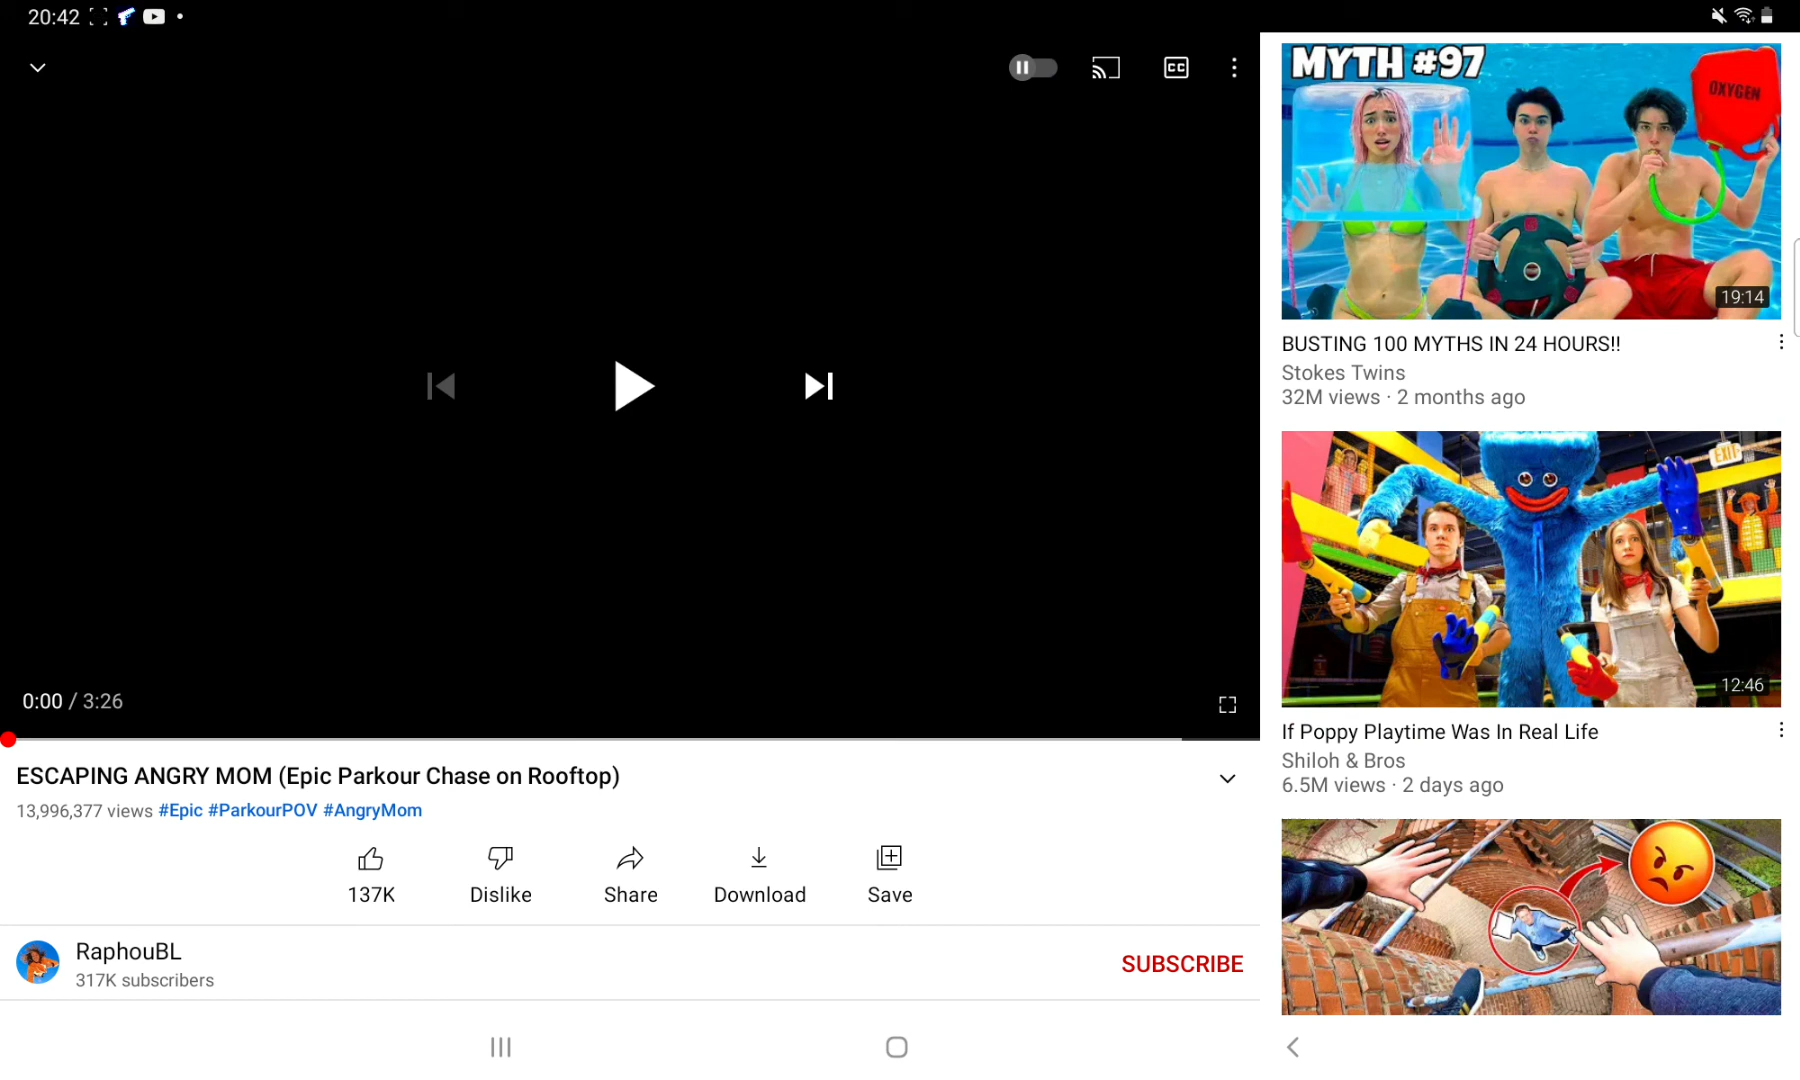 20:42
CC
0:00 / 3:26
ESCAPING ANGRY MOM (Epic Parkour Chase on Rooftop)
13,996,377 views #Epic #ParkourPOV #AngryMom
137K
Dislike
Share
Download
Save
RaphouBL
317K subscribers
SUBSCRIBE
MYTH #97
OXYGEN
19:14
BUSTING 100 MYTHS IN 24 HOURS!!
Stokes Twins
32M views · 2 months ago
EXIT
12:46
If Poppy Playtime Was In Real Life
Shiloh & Bros
6.5M views · 2 days ago